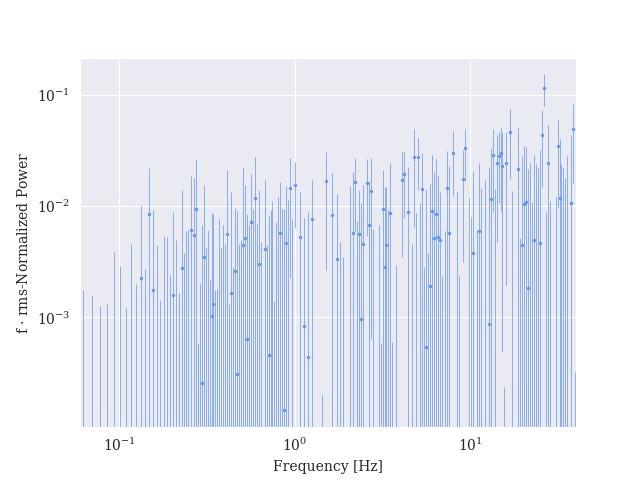 f · rms-Normalized Power
10⁻¹
10⁻²
10⁻³
10⁻¹ 10⁰ 10¹
Frequency [Hz]